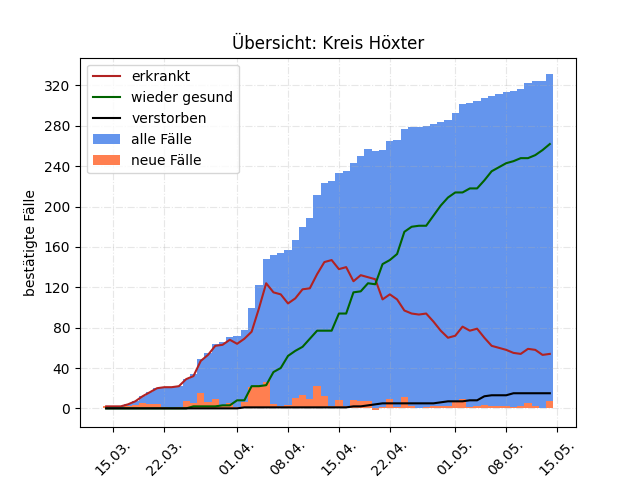 Übersicht: Kreis Höxter
erkrankt
wieder gesund
verstorben
alle Fälle
neue Fälle
bestätigte Fälle
320
280
240
200
160
120
80
40
0
15.03.
22.03.
01.04.
08.04.
15.04.
22.04.
01.05.
08.05.
15.05.